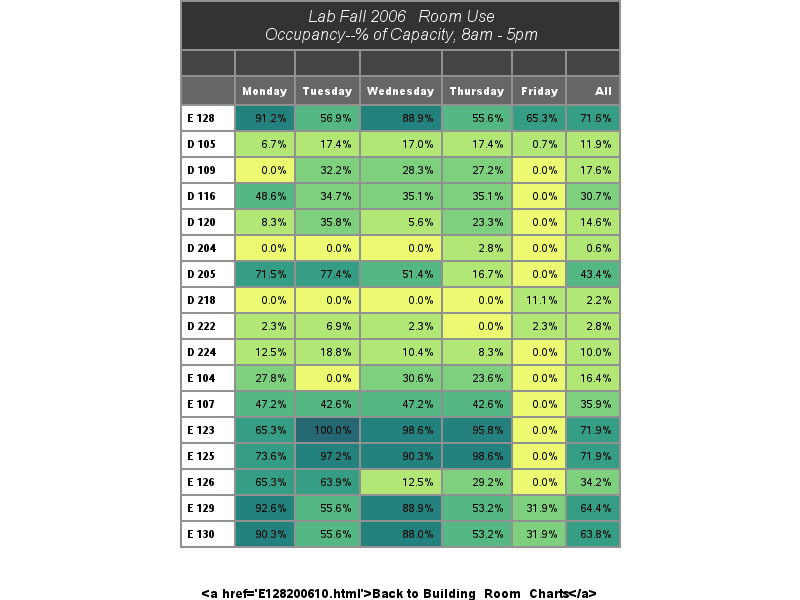 Lab Fall 2006 Room Use
Occupancy--% of Capacity, 8am - 5pm
Monday Tuesday Wednesday Thursday Friday All
E 128 91.2% 56.9% 88.9% 55.6% 65.3% 71.6%
D 105 6.7% 17.4% 17.0% 17.4% 0.7% 11.9%
D 109 0.0% 32.2% 28.3% 27.2% 0.0% 17.6%
D 116 48.6% 34.7% 35.1% 35.1% 0.0% 30.7%
D 120 8.3% 35.8% 5.6% 23.3% 0.0% 14.6%
D 204 0.0% 0.0% 0.0% 2.8% 0.0% 0.6%
D 205 71.5% 77.4% 51.4% 16.7% 0.0% 43.4%
D 218 0.0% 0.0% 0.0% 0.0% 11.1% 2.2%
D 222 2.3% 6.9% 2.3% 0.0% 2.3% 2.8%
D 224 12.5% 18.8% 10.4% 8.3% 0.0% 10.0%
E 104 27.8% 0.0% 30.6% 23.6% 0.0% 16.4%
E 107 47.2% 42.6% 47.2% 42.6% 0.0% 35.9%
E 123 65.3% 100.0% 98.6% 95.8% 0.0% 71.9%
E 125 73.6% 97.2% 90.3% 98.6% 0.0% 71.9%
E 126 65.3% 63.9% 12.5% 29.2% 0.0% 34.2%
E 129 92.6% 55.6% 88.9% 53.2% 31.9% 64.4%
E 130 90.3% 55.6% 88.0% 53.2% 31.9% 63.8%
<a href='E128200610.html'>Back to Building_Room_Charts</a>